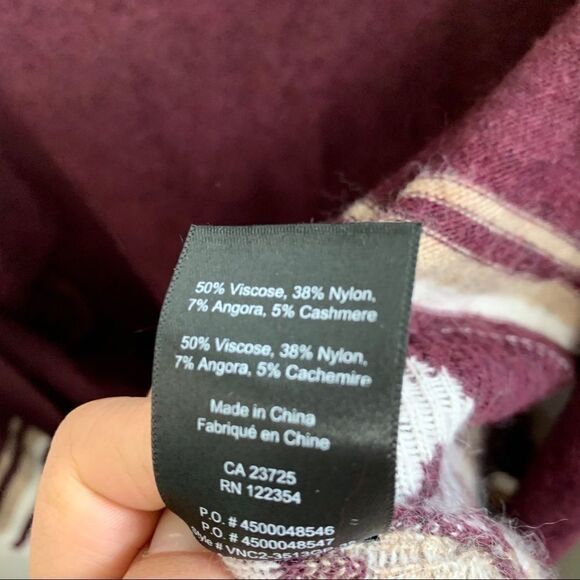 50% Viscose, 38% Nylon,
7% Angora, 5% Cashmere
50% Viscose, 38% Nylon,
7% Angora, 5% Cachemire
Made in China
Fabriqué en Chine
CA 23725
RN 122354
P.O. # 4500048546
P.O. # 4500048547
Style #